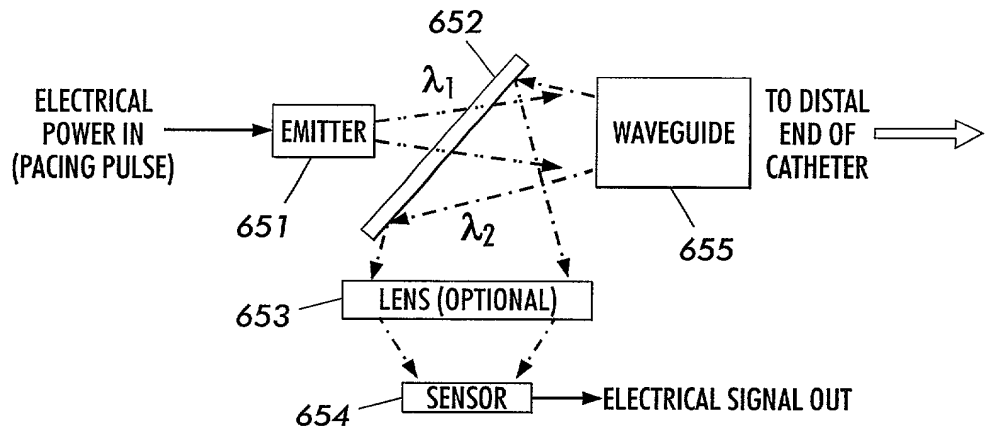 652
λ1
ELECTRICAL
POWER IN
(PACING PULSE)
EMITTER
651
WAVEGUIDE
655
TO DISTAL
END OF
CATHETER
λ2
LENS (OPTIONAL)
653
SENSOR
654
ELECTRICAL SIGNAL OUT